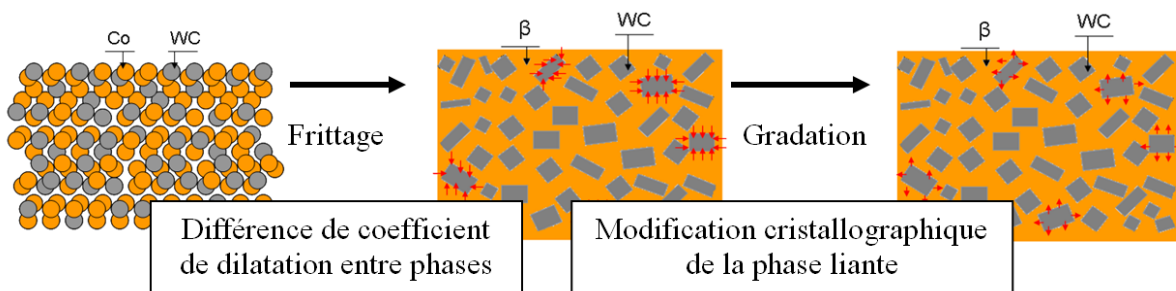 Co WC
β WC
β WC
Frittage
Gradation
Différence de coefficient
de dilatation entre phases
Modification cristallographique
de la phase liante